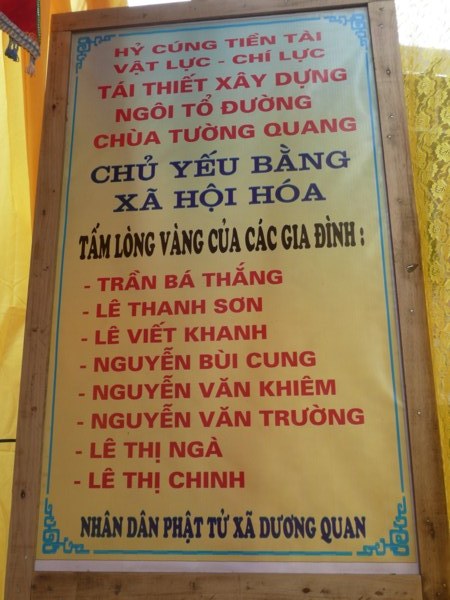 HỶ CÚNG TIỀN TÀI
VẬT LỰC - CHÍ LỰC
TÁI THIẾT XÂY DỰNG
NGÔI TỔ ĐƯỜNG
CHÙA TƯỜNG QUANG
CHỦ YẾU BẰNG
XÃ HỘI HÓA
TẤM LÒNG VÀNG CỦA CÁC GIA ĐÌNH :
- TRẦN BÁ THẮNG
- LÊ THANH SƠN
- LÊ VIẾT KHANH
- NGUYỄN BÙI CUNG
- NGUYỄN VĂN KHIÊM
- NGUYỄN VĂN TRƯỜNG
- LÊ THỊ NGÀ
- LÊ THỊ CHINH
NHÂN DÂN PHẬT TỬ XÃ DƯƠNG QUAN